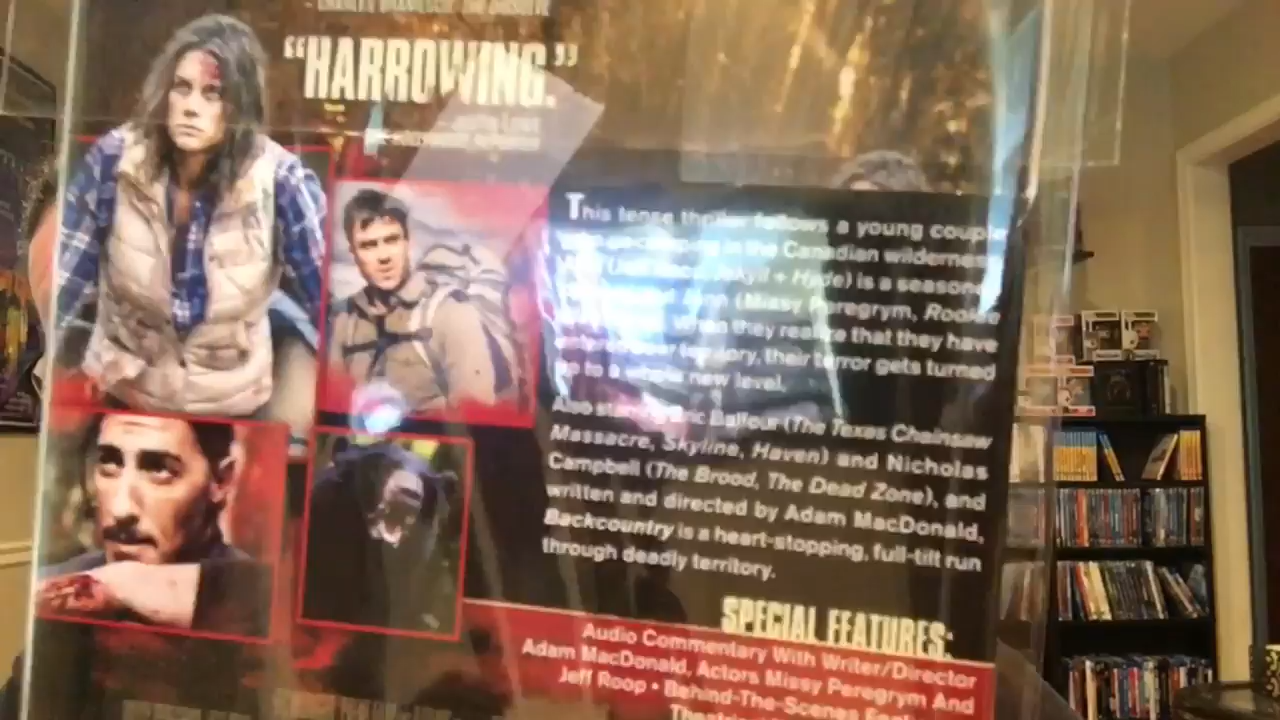 "HARROWING."
This tense thriller follows a young couple
in the Canadian wilderness.
Jekyll + Hyde) is a seasoned
Jenn (Missy Peregrym, Rookie
When they realize that they have
territory, their terror gets turned
up to a whole new level.
Also starring Eric Balfour (The Texas Chainsaw
Massacre, Skyline, Haven) and Nicholas
Campbell (The Brood, The Dead Zone), and
written and directed by Adam MacDonald,
Backcountry is a heart-stopping, full-tilt run
through deadly territory.
SPECIAL FEATURES:
Audio Commentary With Writer/Director
Adam MacDonald, Actors Missy Peregrym And
Jeff Roop • Behind-The-Scenes